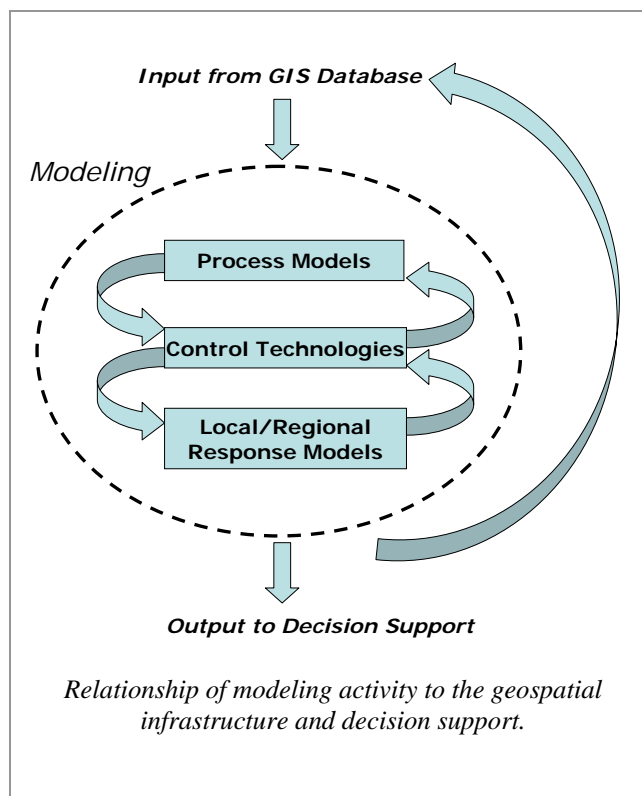 Input from GIS Database
Modeling
Process Models
Control Technologies
Local/Regional
Response Models
Output to Decision Support
Relationship of modeling activity to the geospatial
infrastructure and decision support.